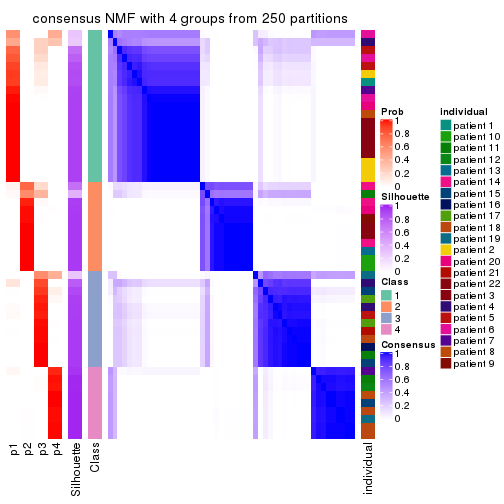 consensus NMF with 4 groups from 250 partitions
p1
p2
p3
p4
Silhouette
Class
individual
Prob
1
0.8
0.6
0.4
0.2
0
Silhouette
1
0.8
0.6
0.4
0.2
0
Class
1
2
3
4
Consensus
1
0.8
0.6
0.4
0.2
0
individual
patient 1
patient 10
patient 11
patient 12
patient 13
patient 14
patient 15
patient 16
patient 17
patient 18
patient 19
patient 2
patient 20
patient 21
patient 22
patient 3
patient 4
patient 5
patient 6
patient 7
patient 8
patient 9